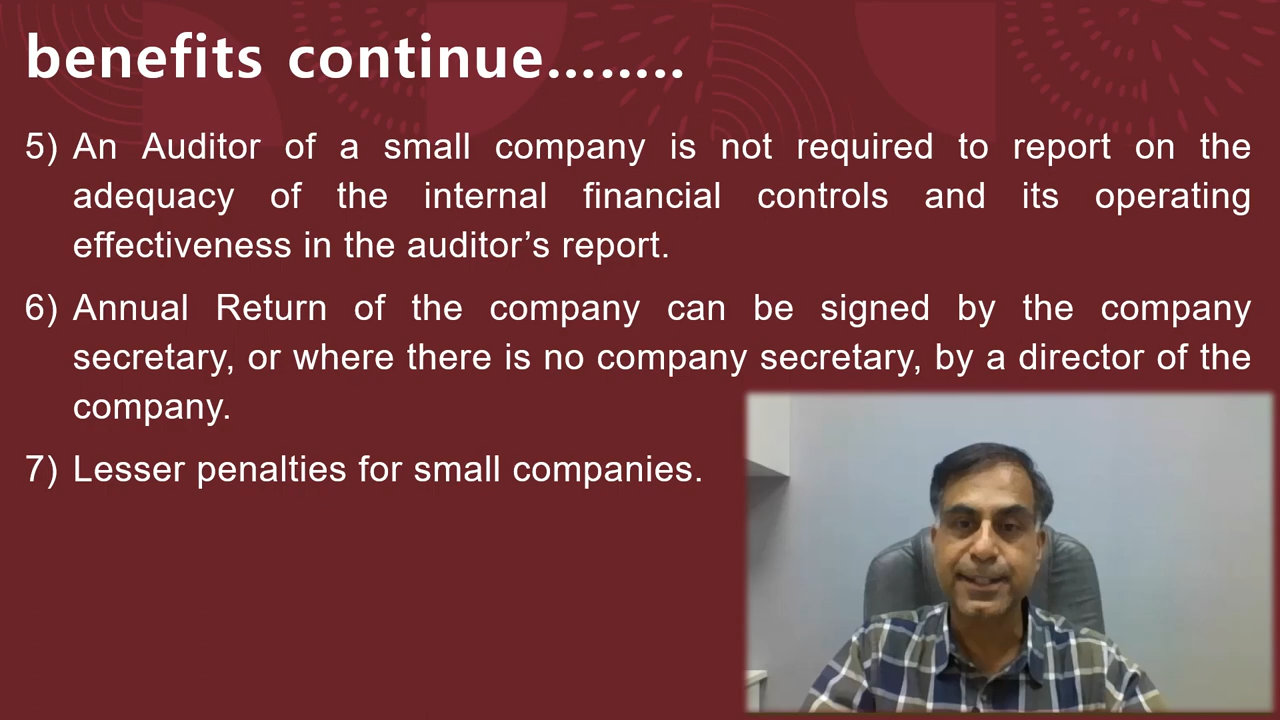 benefits continue........
5) An Auditor of a small company is not required to report on the
adequacy of the internal financial controls and its operating
effectiveness in the auditor’s report.
6) Annual Return of the company can be signed by the company
secretary, or where there is no company secretary, by a director of the
company.
7) Lesser penalties for small companies.